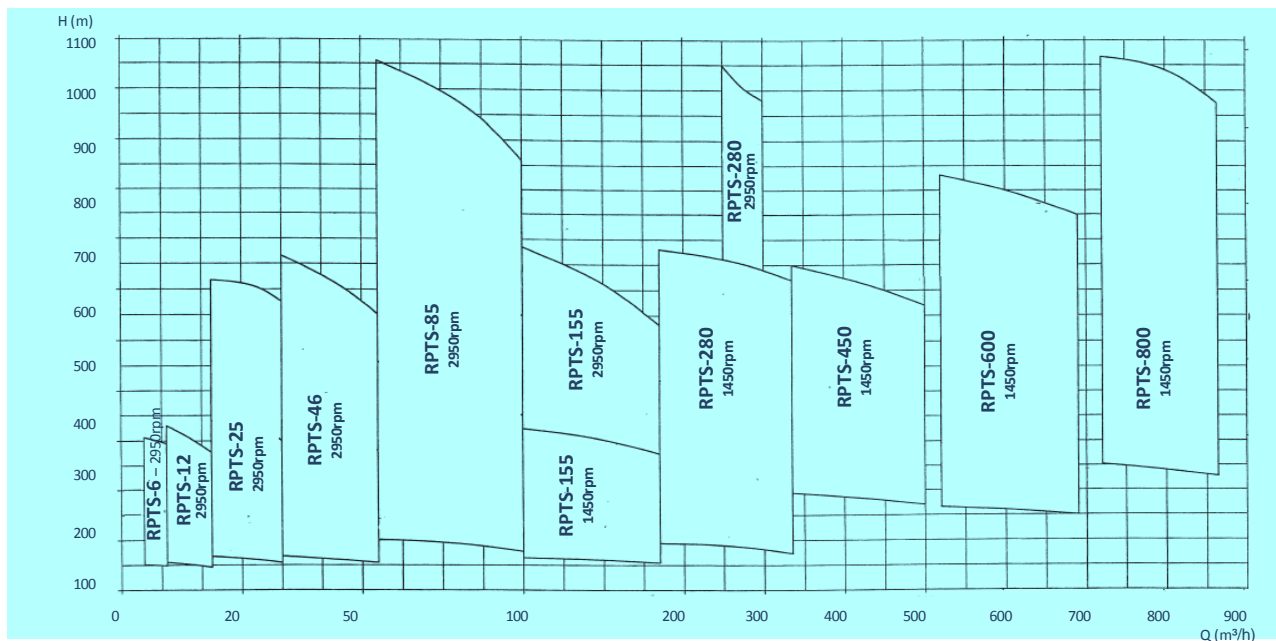 H (m)
1100
1000
900
800
700
600
500
400
300
200
100
RPTS-6 – 2950rpm
RPTS-12
2950rpm
RPTS-25
2950rpm
RPTS-46
2950rpm
RPTS-85
2950rpm
RPTS-155
2950rpm
RPTS-155
1450rpm
RPTS-280
1450rpm
RPTS-280
2950rpm
RPTS-450
1450rpm
RPTS-600
1450rpm
RPTS-800
1450rpm
0 20 50 100 200 300 500 600 700 800 900
Q (m³/h)